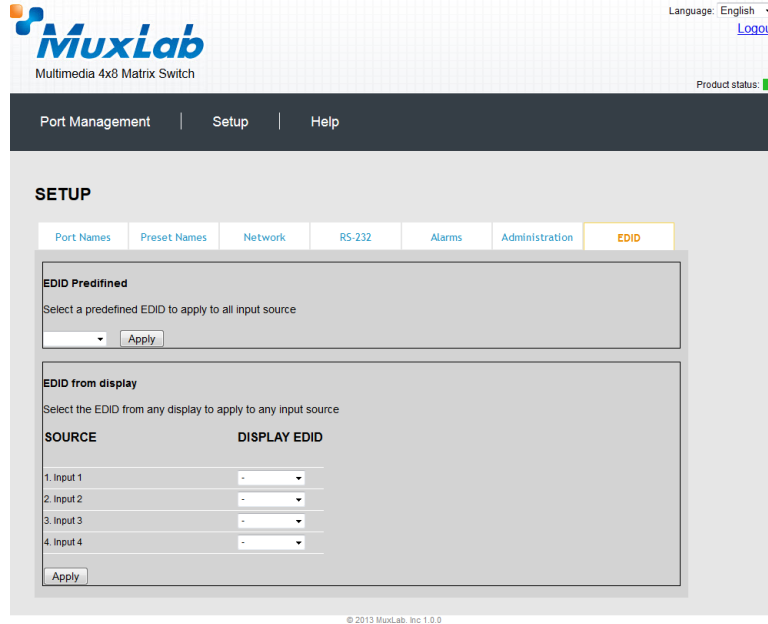 Language: English
MuxLab
Multimedia 4x8 Matrix Switch
Product status:
Port Management | Setup | Help
SETUP
Port Names Preset Names Network RS-232 Alarms Administration EDID
EDID Predifined
Select a predefined EDID to apply to all input source
Apply
EDID from display
Select the EDID from any display to apply to any input source
SOURCE DISPLAY EDID
1. Input 1 -
2. Input 2 -
3. Input 3 -
4. Input 4 -
Apply
© 2013 MuxLab. Inc 1.0.0